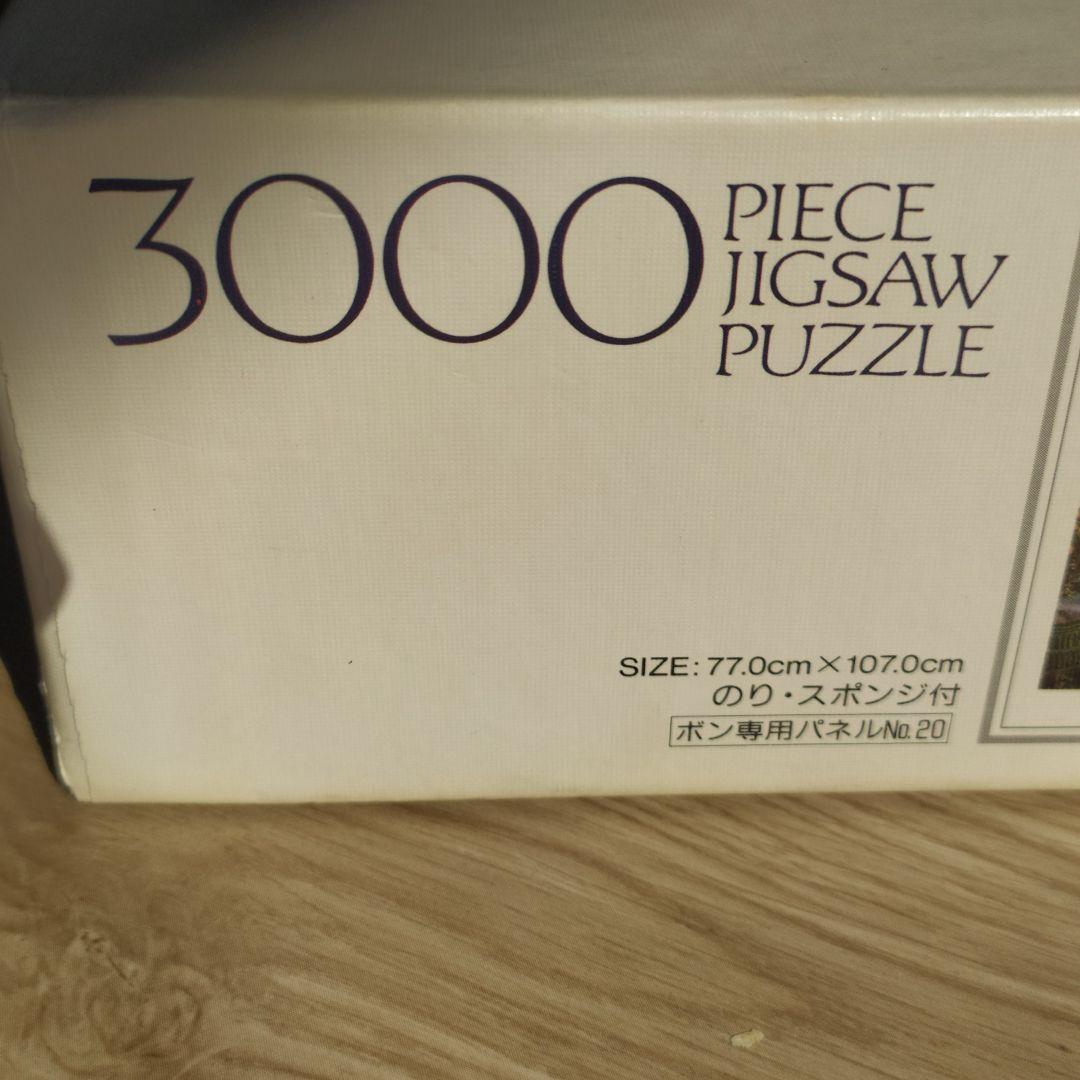 3000 PIECE
JIGSAW
PUZZLE
SIZE: 77.0cm×107.0cm
のり・スポンジ付
ボン専用パネルNo.20